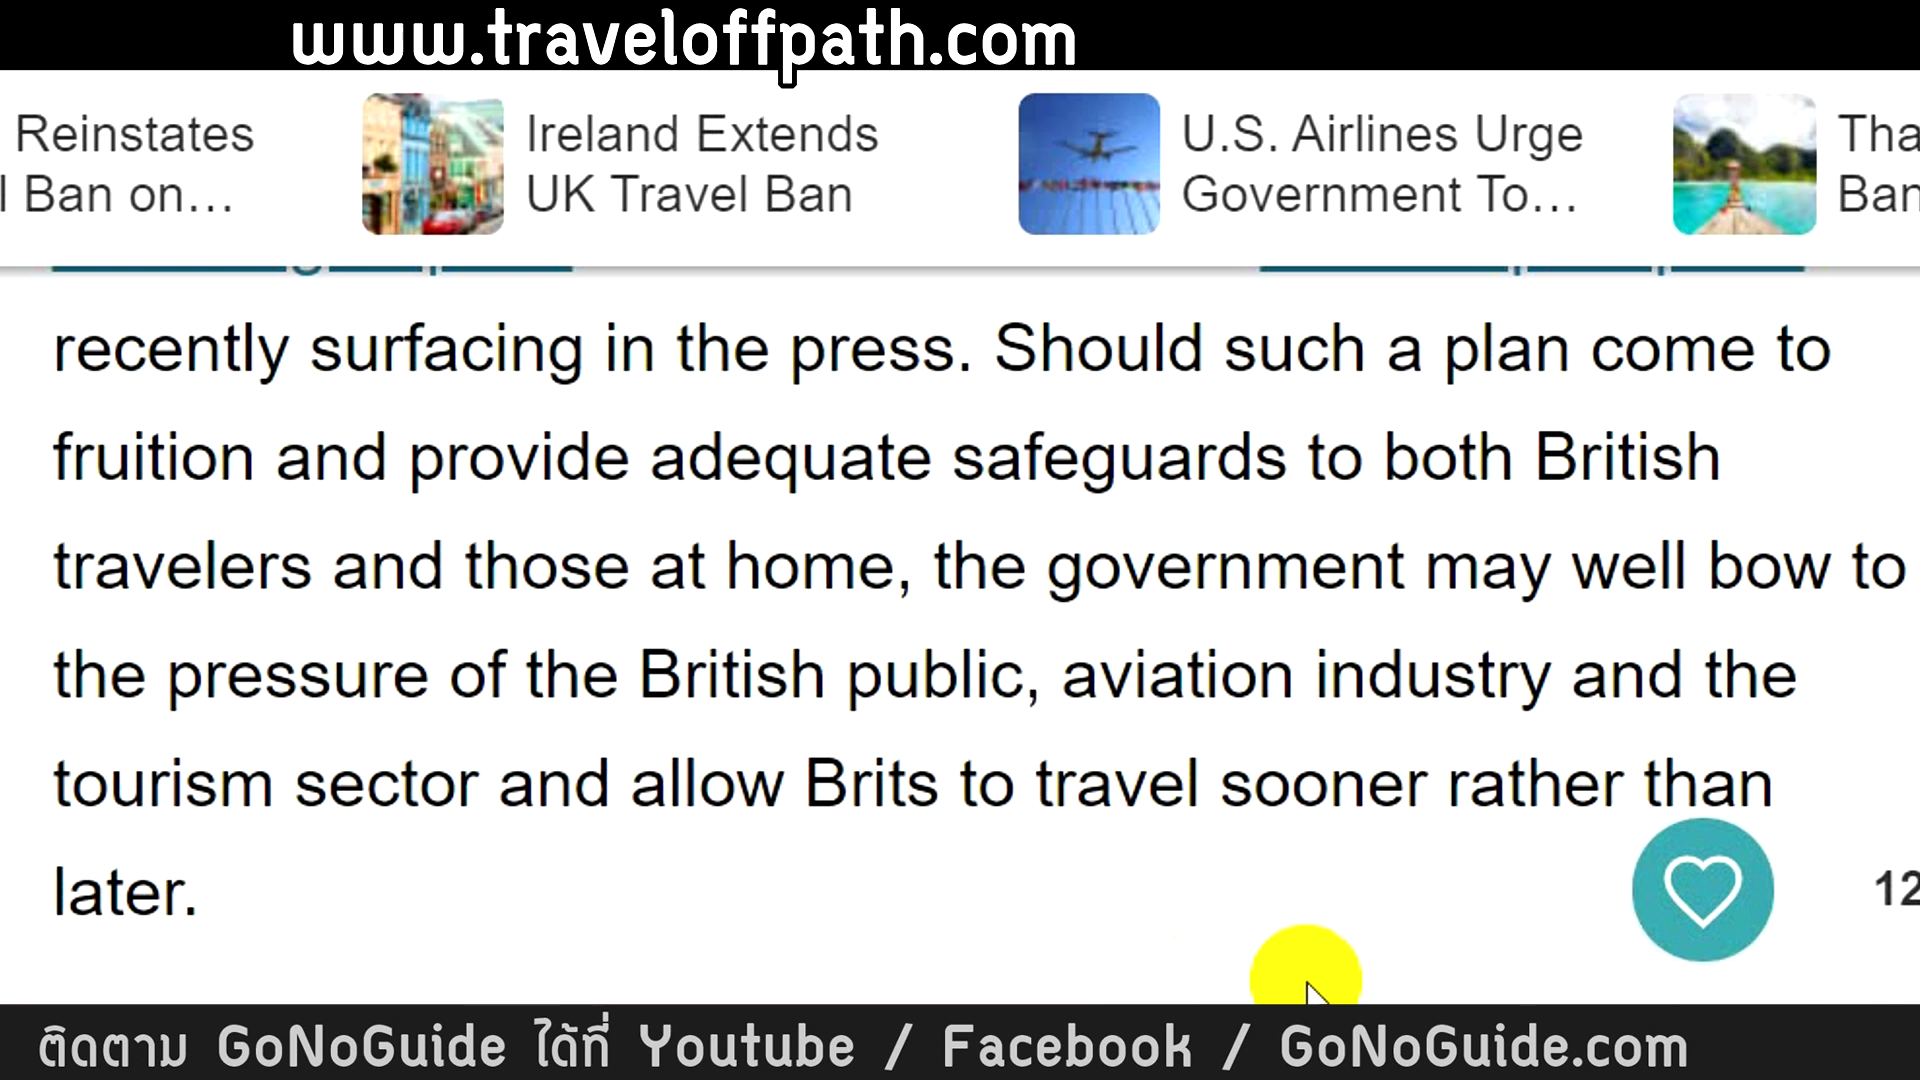 www.traveloffpath.com
Reinstates
Ban on...
Ireland Extends
UK Travel Ban
U.S. Airlines Urge
Government To...
recently surfacing in the press. Should such a plan come to
fruition and provide adequate safeguards to both British
travelers and those at home, the government may well bow to
the pressure of the British public, aviation industry and the
tourism sector and allow Brits to travel sooner rather than
later.
12
ติดตาม GoNoGuide ได้ที่ Youtube / Facebook / GoNoGuide.com